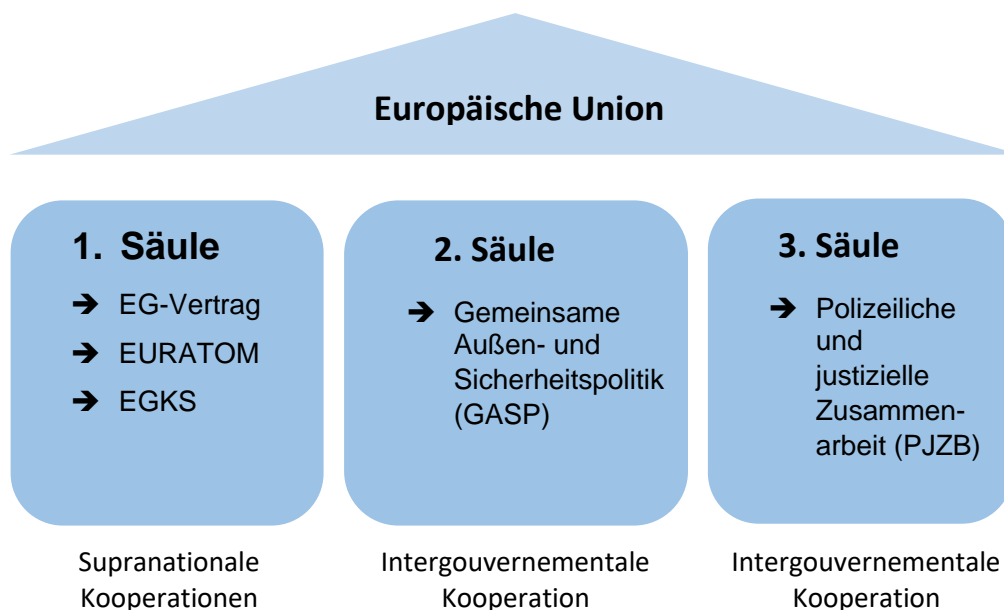 Europäische Union
1. Säule
➔ EG-Vertrag
➔ EURATOM
➔ EGKS
2. Säule
➔ Gemeinsame
Außen- und
Sicherheitspolitik
(GASP)
3. Säule
➔ Polizeiliche
und
justizielle
Zusammen-
arbeit (PJZB)
Supranationale
Kooperationen
Intergouvernementale
Kooperation
Intergouvernementale
Kooperation